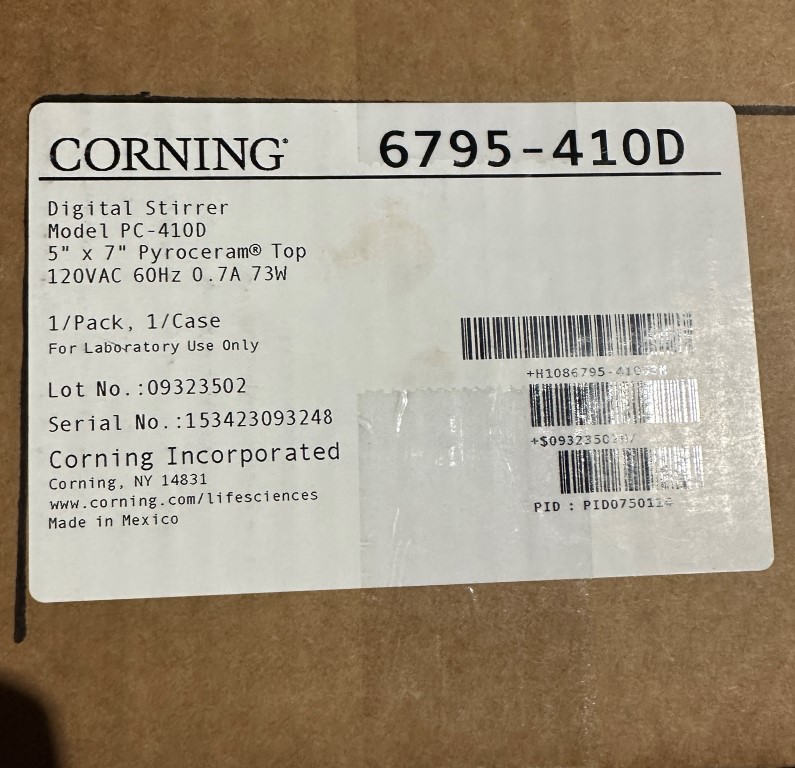 CORNING
6795-410D
Digital Stirrer
Model PC-410D
5" x 7" Pyroceram® Top
120VAC 60Hz 0.7A 73W
1/Pack, 1/Case
For Laboratory Use Only
Lot No.:09323502
Serial No.:153423093248
Corning Incorporated
Corning, NY 14831
www.corning.com/lifesciences
Made in Mexico
PID :